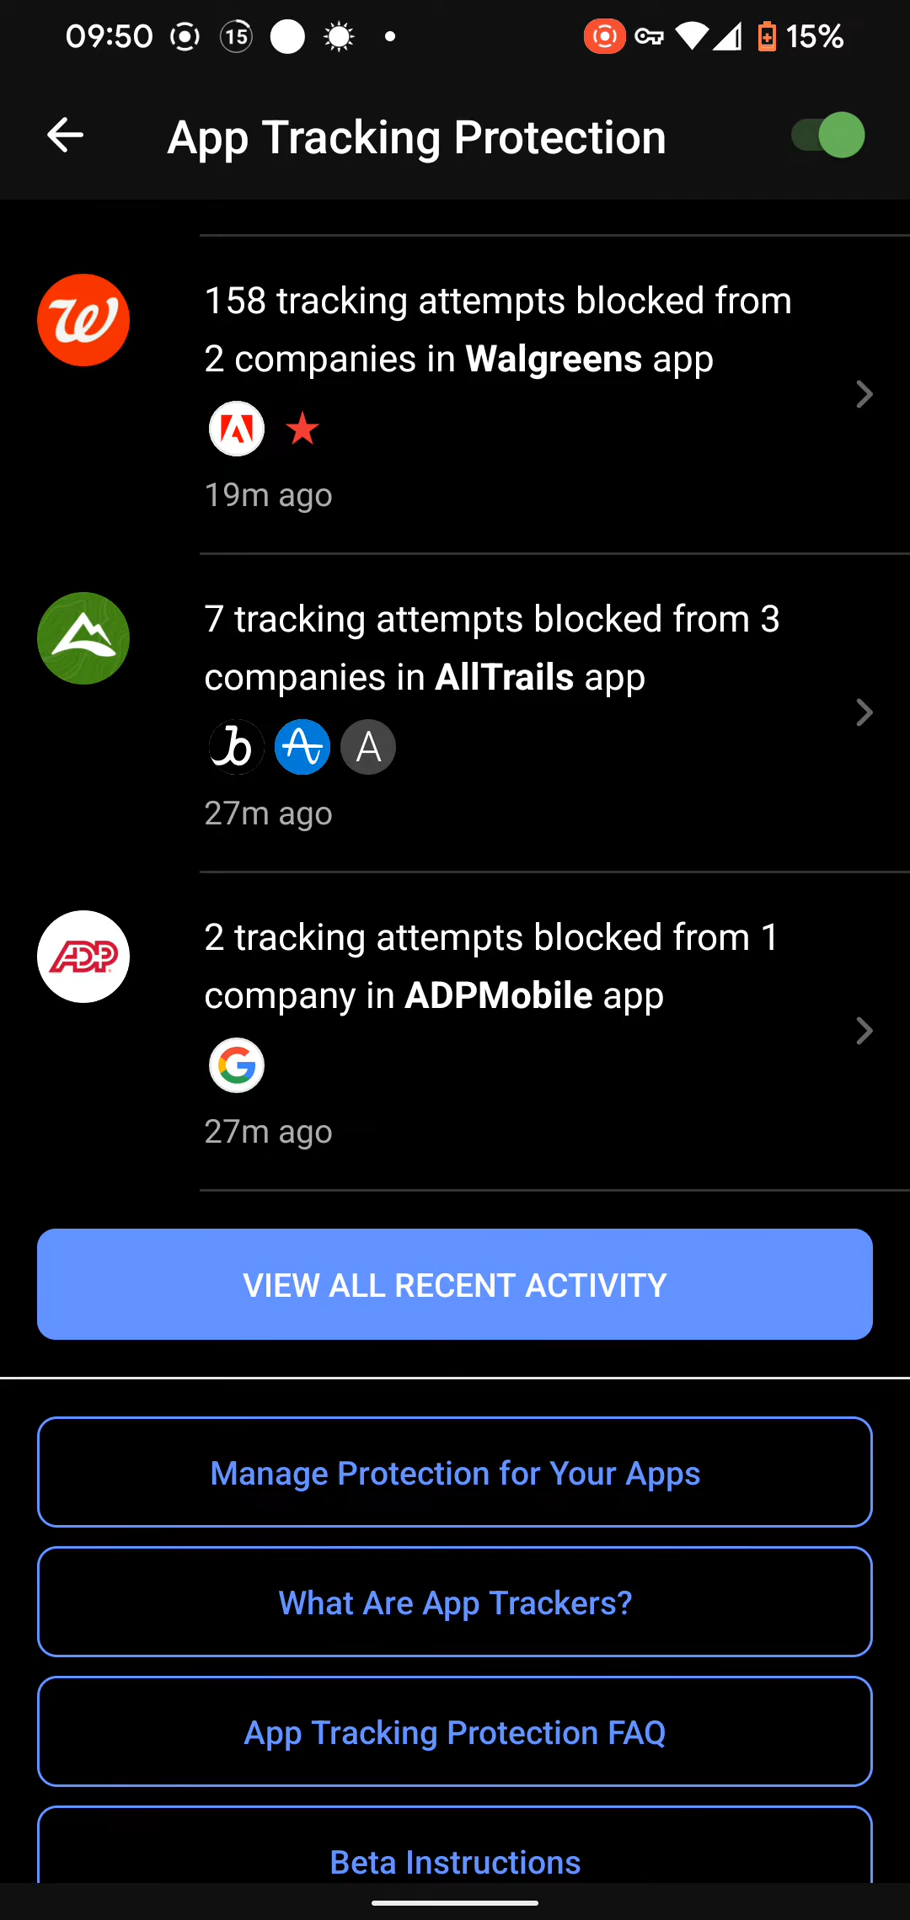 09:50 15 15%
App Tracking Protection
158 tracking attempts blocked from
2 companies in Walgreens app
19m ago
7 tracking attempts blocked from 3
companies in AllTrails app
b A
27m ago
ADP
2 tracking attempts blocked from 1
company in ADPMobile app
G
27m ago
VIEW ALL RECENT ACTIVITY
Manage Protection for Your Apps
What Are App Trackers?
App Tracking Protection FAQ
Beta Instructions